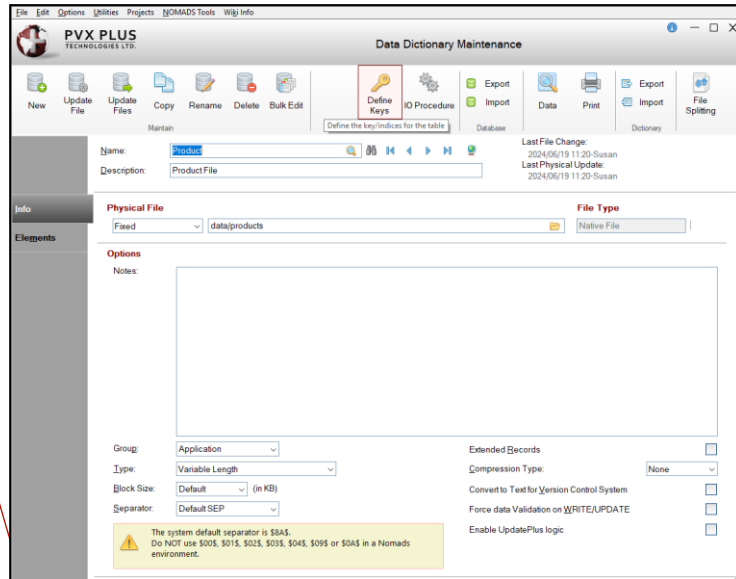 File Edit Options Utilities Projects NOMADS Tools Wiki Info
PVX PLUS
TECHNOLOGIES LTD.
Data Dictionary Maintenance
New
Update File
Update Files
Copy
Rename
Delete
Bulk Edit
Define Keys
IO Procedure
Export
Import
Data
Print
Export
Import
File Splitting
Maintain
Define the key/indices for the table
Database
Dictionary
Name: Product
Last File Change:
2024/06/19 11:20-Susan
Description: Product File
Last Physical Update:
2024/06/19 11:20-Susan
Info
Elements
Physical File
File Type
Fixed data/products Native File
Options
Notes:
Group: Application
Extended Records
Type: Variable Length
Compression Type: None
Block Size: Default (in KB)
Convert to Text for Version Control System
Separator: Default SEP
Force data Validation on WRITE/UPDATE
Enable UpdatePlus logic
The system default separator is $8A$.
Do NOT use $00$, $01$, $02$, $03$, $04$, $09$ or $0A$ in a Nomads
environment.